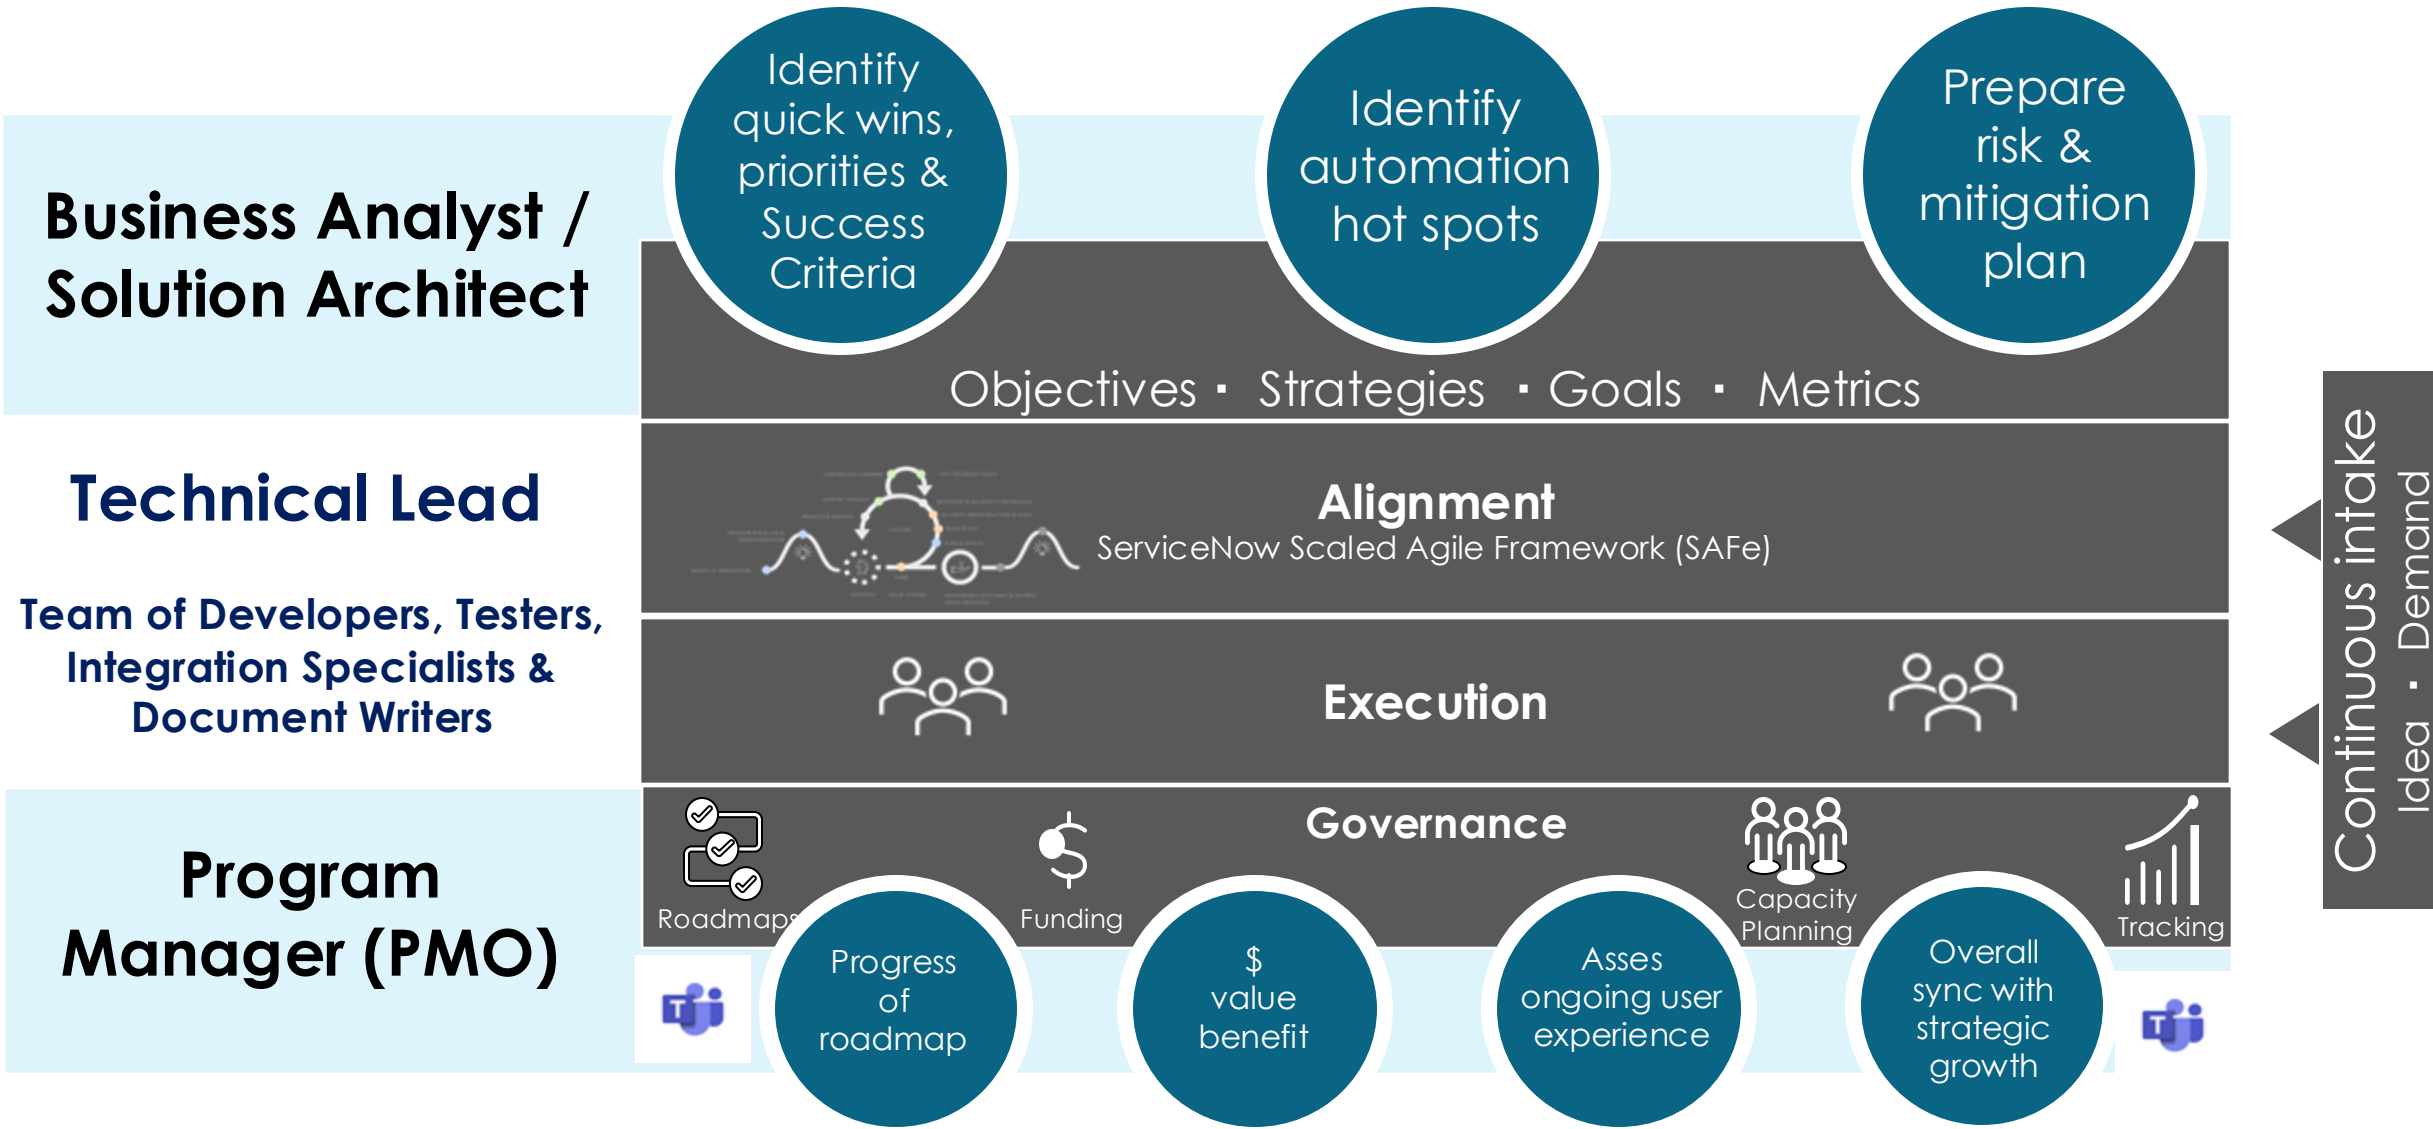 Identify
quick wins,
priorities &
Success
Criteria
Identify
automation
hot spots
Prepare
risk &
mitigation
plan
Business Analyst /
Solution Architect
Objectives · Strategies · Goals · Metrics
Technical Lead
Alignment
ServiceNow Scaled Agile Framework (SAFe)
Team of Developers, Testers,
Integration Specialists &
Document Writers
Execution
Continuous intake
Idea · Demand
Program
Manager (PMO)
Governance
Roadmaps
Funding
Capacity
Planning
Tracking
Progress
of
roadmap
$
value
benefit
Asses
ongoing user
experience
Overall
sync with
strategic
growth
T
T